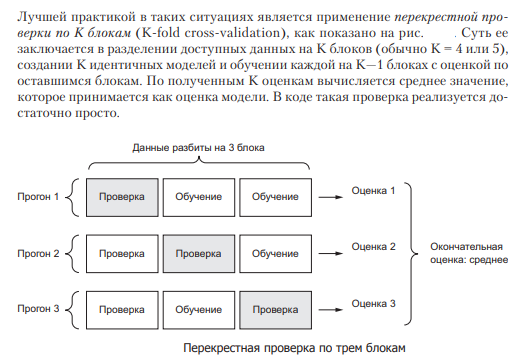 Лучшей практикой в таких ситуациях является применение перекрестной про-
верки по K блокам (K-fold cross-validation), как показано на рис. . Суть ее
заключается в разделении доступных данных на K блоков (обычно K = 4 или 5),
создании K идентичных моделей и обучении каждой на K—1 блоках с оценкой по
оставшимся блокам. По полученным K оценкам вычисляется среднее значение,
которое принимается как оценка модели. В коде такая проверка реализуется до-
статочно просто.
Данные разбиты на 3 блока
Прогон 1 Проверка Обучение Обучение Оценка 1
Прогон 2 Проверка Проверка Обучение Оценка 2
Окончательная
оценка: среднее
Прогон 3 Проверка Обучение Проверка Оценка 3
Перекрестная проверка по трем блокам